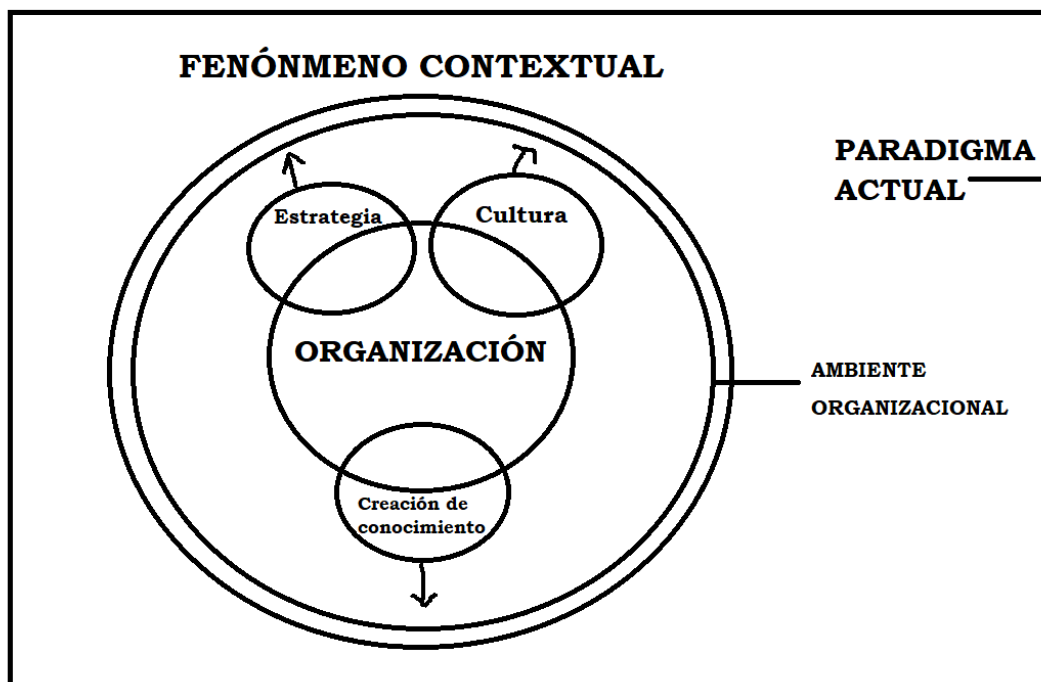 FENÓNMENO CONTEXTUAL
PARADIGMA
ACTUAL
Estrategia
Cultura
ORGANIZACIÓN
AMBIENTE
ORGANIZACIONAL
Creación de
conocimiento